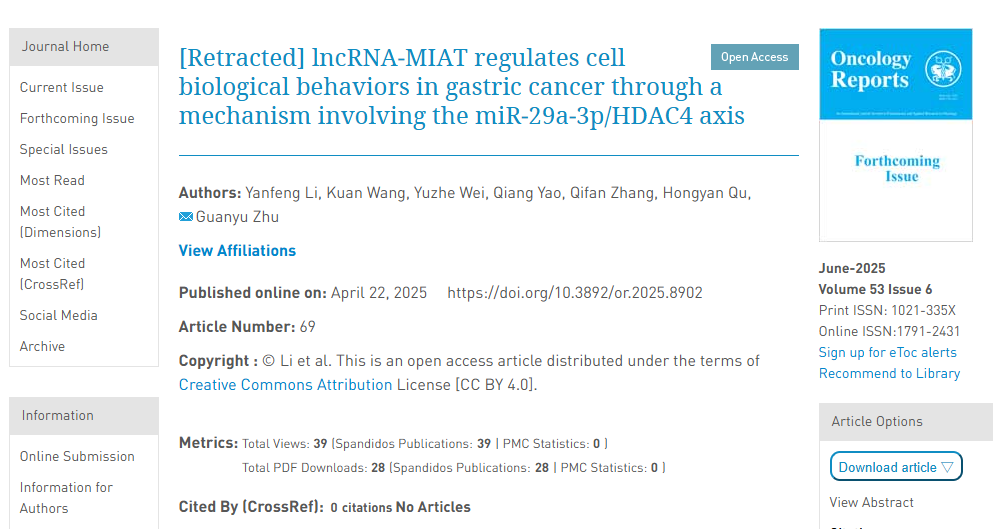 Journal Home
Current Issue
Forthcoming Issue
Special Issues
Most Read
Most Cited
(Dimensions)
Most Cited
(CrossRef)
Social Media
Archive
Information
Online Submission
Information for
Authors
[Retracted] lncRNA‑MIAT regulates cell
biological behaviors in gastric cancer through a
mechanism involving the miR‑29a‑3p/HDAC4 axis
Open Access
Authors: Yanfeng Li, Kuan Wang, Yuzhe Wei, Qiang Yao, Qifan Zhang, Hongyan Qu,
Guanyu Zhu
View Affiliations
Published online on: April 22, 2025 https://doi.org/10.3892/or.2025.8902
Article Number: 69
Copyright : © Li et al. This is an open access article distributed under the terms of
Creative Commons Attribution License [CC BY 4.0].
Metrics: Total Views: 39 (Spandidos Publications: 39 | PMC Statistics: 0 )
Total PDF Downloads: 28 (Spandidos Publications: 28 | PMC Statistics: 0 )
Cited By (CrossRef): 0 citations No Articles
Oncology
Reports
Forthcoming
Issue
June-2025
Volume 53 Issue 6
Print ISSN: 1021-335X
Online ISSN:1791-2431
Sign up for eToc alerts
Recommend to Library
Article Options
Download article ▽
View Abstract